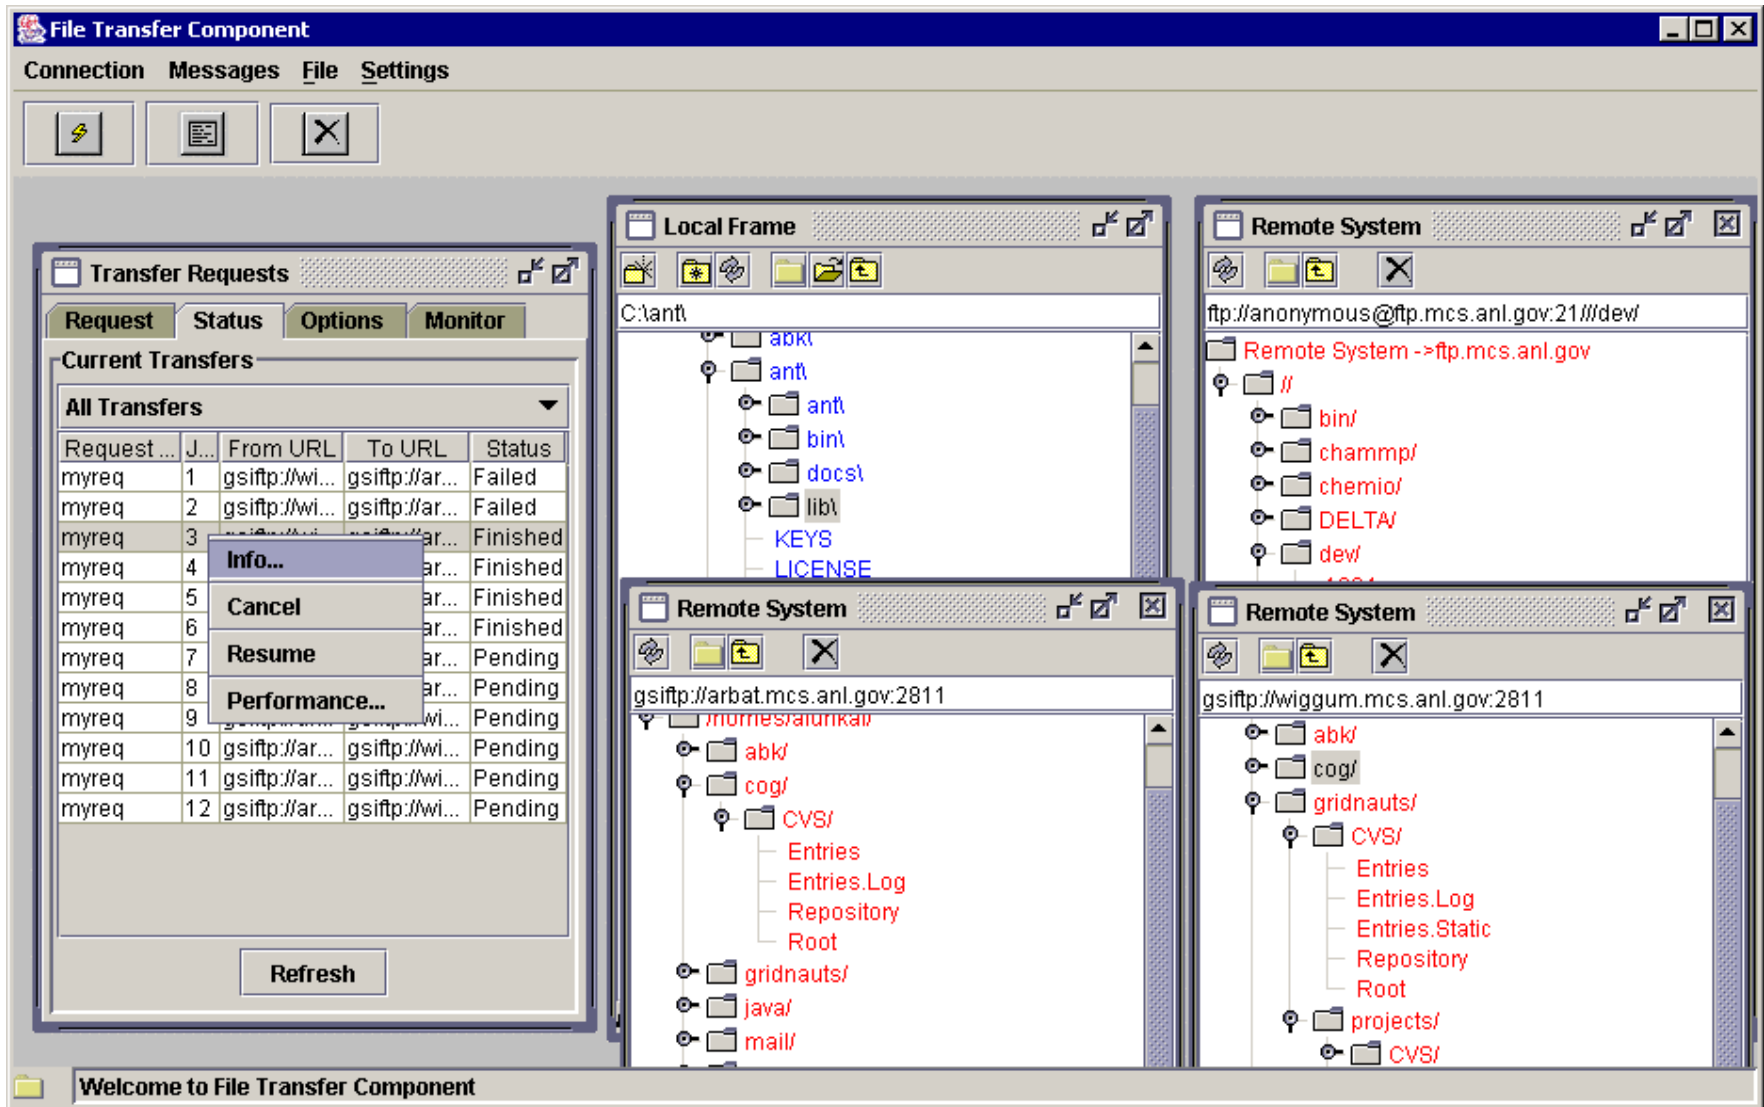 File Transfer Component
Connection Messages File Settings
Transfer Requests
Request Status Options Monitor
Current Transfers
All Transfers
Request ... J... From URL To URL Status
myreq 1 gsiftp://wi... gsiftp://ar... Failed
myreq 2 gsiftp://wi... gsiftp://ar... Failed
myreq 3 ar... Finished
myreq 4 ar... Finished
myreq 5 ar... Finished
myreq 6 ar... Finished
myreq 7 ar... Pending
myreq 8 ar... Pending
myreq 9 wi... Pending
myreq 10 gsiftp://ar... gsiftp://wi... Pending
myreq 11 gsiftp://ar... gsiftp://wi... Pending
myreq 12 gsiftp://ar... gsiftp://wi... Pending
Info...
Cancel
Resume
Performance...
Refresh
Local Frame
C:\ant\
abk\
ant\
ant\
bin\
docs\
lib\
KEYS
LICENSE
Remote System
ftp://anonymous@ftp.mcs.anl.gov:21///dev/
Remote System ->ftp.mcs.anl.gov
//
bin/
chammp/
chemio/
DELTA/
dev/
Remote System
gsiftp://arbat.mcs.anl.gov:2811
abk/
cog/
CVS/
Entries
Entries.Log
Repository
Root
gridnauts/
java/
mail/
Remote System
gsiftp://wiggum.mcs.anl.gov:2811
abk/
cog/
gridnauts/
CVS/
Entries
Entries.Log
Entries.Static
Repository
Root
projects/
CVS/
Welcome to File Transfer Component